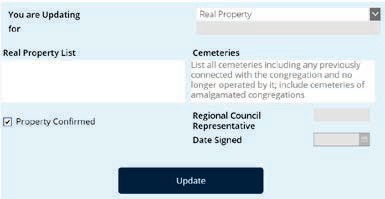 You are Updating
for
Real Property
Real Property List
Cemeteries
List all cemeteries including any previously
connected with the congregation and no
longer operated by it; include cemeteries of
amalgamated congregations
Property Confirmed
Regional Council
Representative
Date Signed
Update